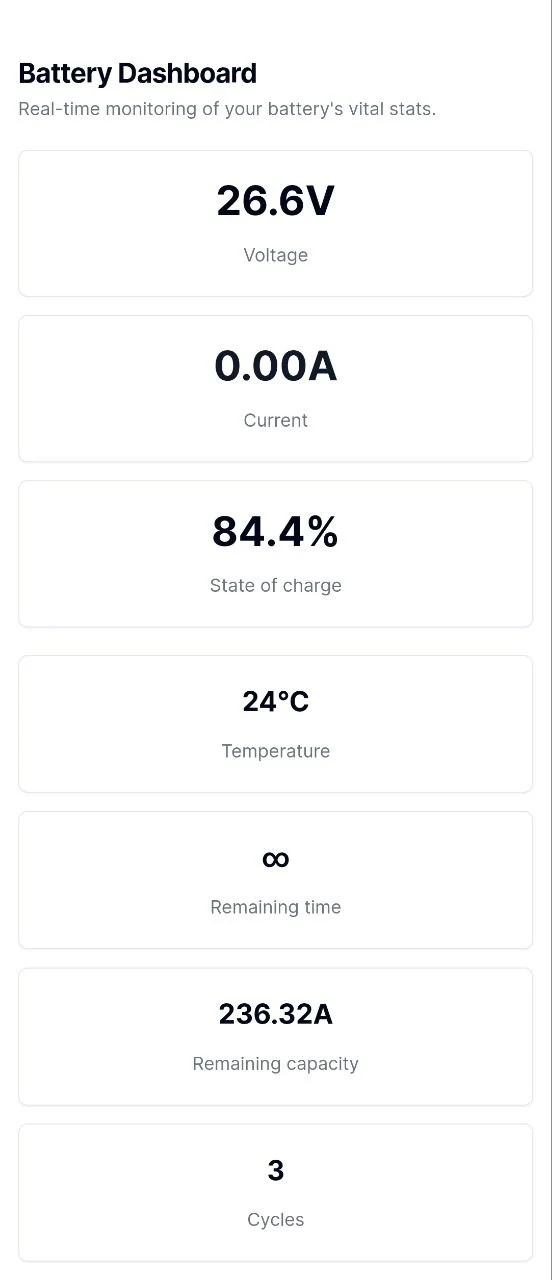 Battery Dashboard
Real-time monitoring of your battery's vital stats.
26.6V
Voltage
0.00A
Current
84.4%
State of charge
24°C
Temperature
∞
Remaining time
236.32A
Remaining capacity
3
Cycles